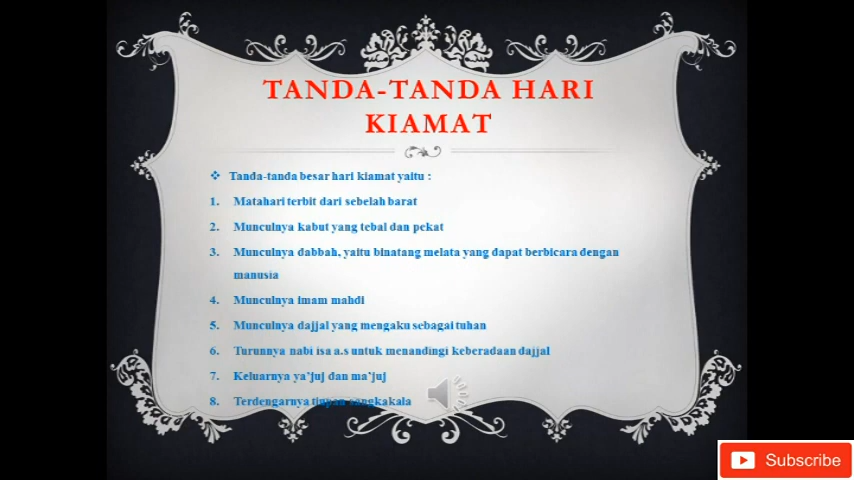 TANDA-TANDA HARI
KIAMAT
❖ Tanda-tanda besar hari kiamat yaitu :
1. Matahari terbit dari sebelah barat
2. Munculnya kabut yang tebal dan pekat
3. Munculnya dabbah, yaitu binatang melata yang dapat berbicara dengan
manusia
4. Munculnya imam mahdi
5. Munculnya dajjal yang mengaku sebagai tuhan
6. Turunnya nabi isa a.s untuk menandingi keberadaan dajjal
7. Keluarnya ya'juj dan ma'juj
8. Terdengarnya tiupan sangkakala
Subscribe